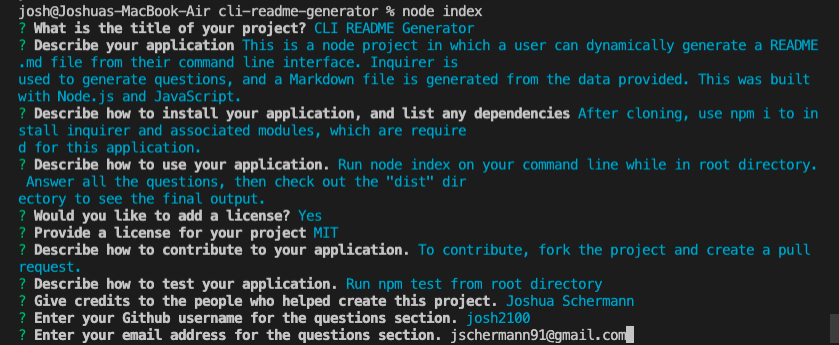 josh@Joshuas-MacBook-Air cli-readme-generator % node index
? What is the title of your project? CLI README Generator
? Describe your application This is a node project in which a user can dynamically generate a README
.md file from their command line interface. Inquirer is
used to generate questions, and a Markdown file is generated from the data provided. This was built
with Node.js and JavaScript.
? Describe how to install your application, and list any dependencies After cloning, use npm i to in
stall inquirer and associated modules, which are require
d for this application.
? Describe how to use your application. Run node index on your command line while in root directory.
Answer all the questions, then check out the "dist" dir
ectory to see the final output.
? Would you like to add a license? Yes
? Provide a license for your project MIT
? Describe how to contribute to your application. To contribute, fork the project and create a pull
request.
? Describe how to test your application. Run npm test from root directory
? Give credits to the people who helped create this project. Joshua Schermann
? Enter your Github username for the questions section. josh2100
? Enter your email address for the questions section. jschermann91@gmail.com